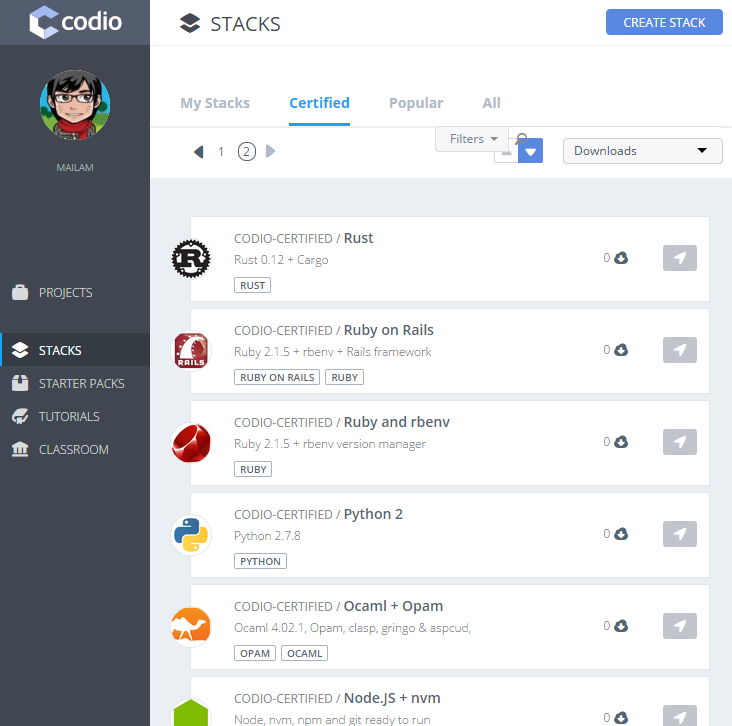 codio
STACKS
CREATE STACK
MAILAM
My Stacks Certified Popular All
1 2 Filters Downloads
PROJECTS
STACKS
STARTER PACKS
TUTORIALS
CLASSROOM
CODIO-CERTIFIED / Rust
Rust 0.12 + Cargo
0
RUST
CODIO-CERTIFIED / Ruby on Rails
Ruby 2.1.5 + rbenv + Rails framework
0
RAILS
RUBY ON RAILS RUBY
CODIO-CERTIFIED / Ruby and rbenv
Ruby 2.1.5 + rbenv version manager
0
RUBY
CODIO-CERTIFIED / Python 2
Python 2.7.8
0
PYTHON
CODIO-CERTIFIED / Ocaml + Opam
Ocaml 4.02.1, Opam, clasp, gringo & aspcud,
0
OPAM OCAML
CODIO-CERTIFIED / Node.JS + nvm
Node, nvm, npm and git ready to run
0